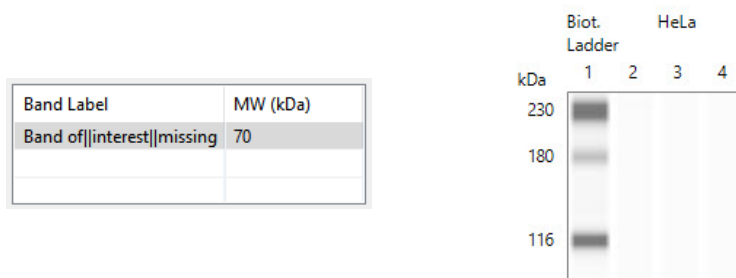 Band Label MW (kDa)
Band of||interest||missing 70
Biot. HeLa
Ladder
kDa 1 2 3 4
230
180
116